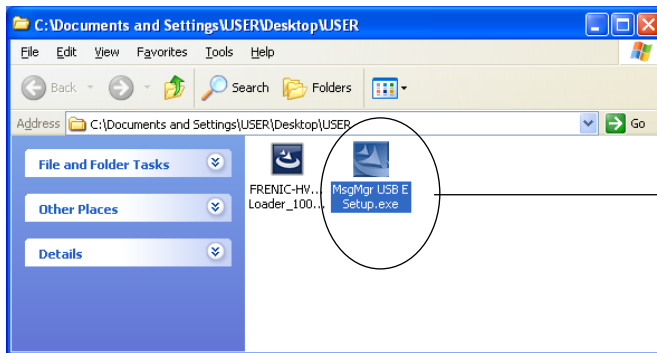 C:\Documents and Settings\USER\Desktop\USER
File Edit View Favorites Tools Help
Back Search Folders
Address C:\Documents and Settings\USER\Desktop\USER Go
File and Folder Tasks
Other Places
Details
FRENIC-HV...
Loader_100...
MsgMgr USB E
Setup.exe